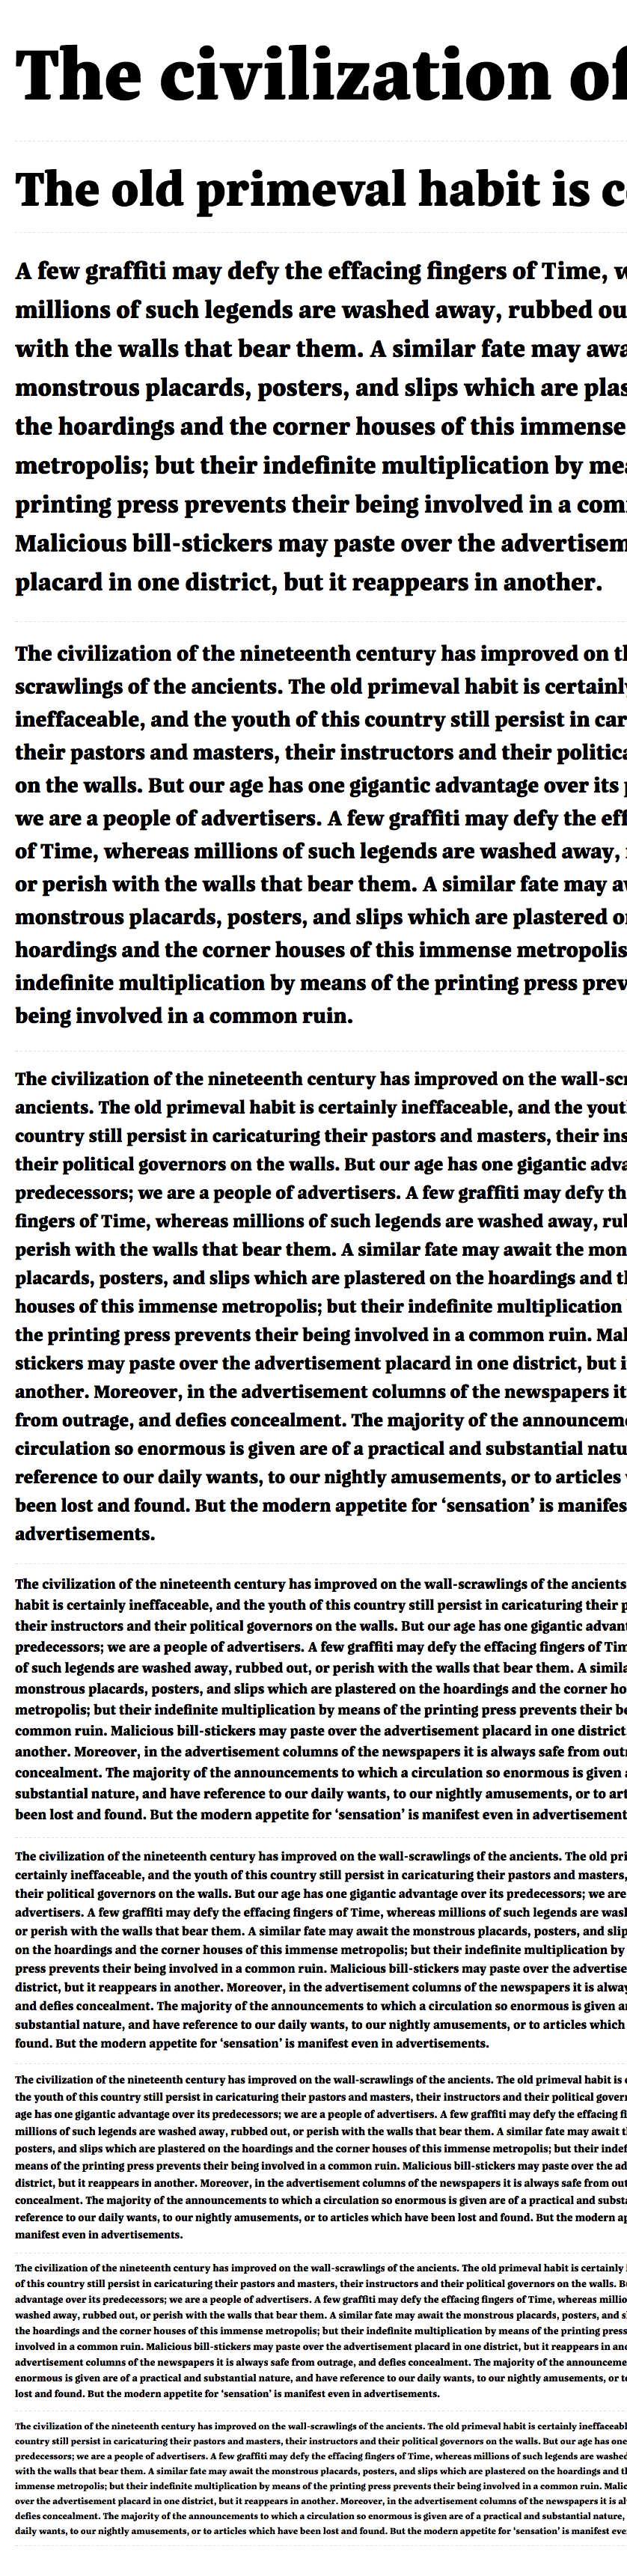 The civilization of
The old primeval habit is c
A few graffiti may defy the effacing fingers of Time, w
millions of such legends are washed away, rubbed ou
with the walls that bear them. A similar fate may awa
monstrous placards, posters, and slips which are plas
the hoardings and the corner houses of this immense
metropolis; but their indefinite multiplication by mea
printing press prevents their being involved in a com
Malicious bill-stickers may paste over the advertisem
placard in one district, but it reappears in another.
The civilization of the nineteenth century has improved on th
scrawlings of the ancients. The old primeval habit is certainly
ineffaceable, and the youth of this country still persist in car
their pastors and masters, their instructors and their politica
on the walls. But our age has one gigantic advantage over its p
we are a people of advertisers. A few graffiti may defy the eff
of Time, whereas millions of such legends are washed away, r
or perish with the walls that bear them. A similar fate may aw
monstrous placards, posters, and slips which are plastered on
hoardings and the corner houses of this immense metropolis
indefinite multiplication by means of the printing press prev
being involved in a common ruin.
The civilization of the nineteenth century has improved on the wall-scr
ancients. The old primeval habit is certainly ineffaceable, and the yout
country still persist in caricaturing their pastors and masters, their ins
their political governors on the walls. But our age has one gigantic adva
predecessors; we are a people of advertisers. A few graffiti may defy th
fingers of Time, whereas millions of such legends are washed away, rub
perish with the walls that bear them. A similar fate may await the mon
placards, posters, and slips which are plastered on the hoardings and th
houses of this immense metropolis; but their indefinite multiplication
the printing press prevents their being involved in a common ruin. Mal
stickers may paste over the advertisement placard in one district, but i
another. Moreover, in the advertisement columns of the newspapers it
from outrage, and defies concealment. The majority of the announceme
circulation so enormous is given are of a practical and substantial natu
reference to our daily wants, to our nightly amusements, or to articles
been lost and found. But the modern appetite for ‘sensation’ is manifes
advertisements.
The civilization of the nineteenth century has improved on the wall-scrawlings of the ancients
habit is certainly ineffaceable, and the youth of this country still persist in caricaturing their p
their instructors and their political governors on the walls. But our age has one gigantic advant
predecessors; we are a people of advertisers. A few graffiti may defy the effacing fingers of Tim
of such legends are washed away, rubbed out, or perish with the walls that bear them. A simila
monstrous placards, posters, and slips which are plastered on the hoardings and the corner ho
metropolis; but their indefinite multiplication by means of the printing press prevents their be
common ruin. Malicious bill-stickers may paste over the advertisement placard in one district
another. Moreover, in the advertisement columns of the newspapers it is always safe from outr
concealment. The majority of the announcements to which a circulation so enormous is given a
substantial nature, and have reference to our daily wants, to our nightly amusements, or to art
been lost and found. But the modern appetite for ‘sensation’ is manifest even in advertisement
The civilization of the nineteenth century has improved on the wall-scrawlings of the ancients. The old pri
certainly ineffaceable, and the youth of this country still persist in caricaturing their pastors and masters,
their political governors on the walls. But our age has one gigantic advantage over its predecessors; we are
advertisers. A few graffiti may defy the effacing fingers of Time, whereas millions of such legends are wash
or perish with the walls that bear them. A similar fate may await the monstrous placards, posters, and slip
on the hoardings and the corner houses of this immense metropolis; but their indefinite multiplication by
press prevents their being involved in a common ruin. Malicious bill-stickers may paste over the advertise
district, but it reappears in another. Moreover, in the advertisement columns of the newspapers it is alway
and defies concealment. The majority of the announcements to which a circulation so enormous is given ar
substantial nature, and have reference to our daily wants, to our nightly amusements, or to articles which
found. But the modern appetite for ‘sensation’ is manifest even in advertisements.
The civilization of the nineteenth century has improved on the wall-scrawlings of the ancients. The old primeval habit is c
the youth of this country still persist in caricaturing their pastors and masters, their instructors and their political gover
age has one gigantic advantage over its predecessors; we are a people of advertisers. A few graffiti may defy the effacing fi
millions of such legends are washed away, rubbed out, or perish with the walls that bear them. A similar fate may await t
posters, and slips which are plastered on the hoardings and the corner houses of this immense metropolis; but their indef
means of the printing press prevents their being involved in a common ruin. Malicious bill-stickers may paste over the ad
district, but it reappears in another. Moreover, in the advertisement columns of the newspapers it is always safe from out
concealment. The majority of the announcements to which a circulation so enormous is given are of a practical and substa
reference to our daily wants, to our nightly amusements, or to articles which have been lost and found. But the modern ap
manifest even in advertisements.
The civilization of the nineteenth century has improved on the wall-scrawlings of the ancients. The old primeval habit is certainly i
of this country still persist in caricaturing their pastors and masters, their instructors and their political governors on the walls. Bu
advantage over its predecessors; we are a people of advertisers. A few graffiti may defy the effacing fingers of Time, whereas millio
washed away, rubbed out, or perish with the walls that bear them. A similar fate may await the monstrous placards, posters, and sl
the hoardings and the corner houses of this immense metropolis; but their indefinite multiplication by means of the printing press
involved in a common ruin. Malicious bill-stickers may paste over the advertisement placard in one district, but it reappears in ano
advertisement columns of the newspapers it is always safe from outrage, and defies concealment. The majority of the announceme
enormous is given are of a practical and substantial nature, and have reference to our daily wants, to our nightly amusements, or to
lost and found. But the modern appetite for ‘sensation’ is manifest even in advertisements.
The civilization of the nineteenth century has improved on the wall-scrawlings of the ancients. The old primeval habit is certainly ineffaceabl
country still persist in caricaturing their pastors and masters, their instructors and their political governors on the walls. But our age has one
predecessors; we are a people of advertisers. A few graffiti may defy the effacing fingers of Time, whereas millions of such legends are washed
with the walls that bear them. A similar fate may await the monstrous placards, posters, and slips which are plastered on the hoardings and th
immense metropolis; but their indefinite multiplication by means of the printing press prevents their being involved in a common ruin. Malic
over the advertisement placard in one district, but it reappears in another. Moreover, in the advertisement columns of the newspapers it is al
defies concealment. The majority of the announcements to which a circulation so enormous is given are of a practical and substantial nature,
daily wants, to our nightly amusements, or to articles which have been lost and found. But the modern appetite for ‘sensation’ is manifest eve